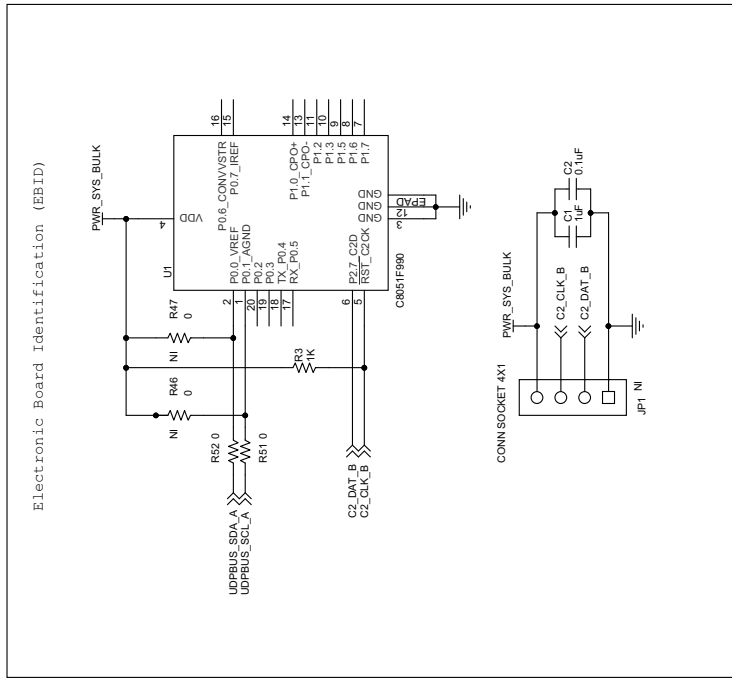 Electronic Board Identification (EBID)
PWR_SYS_BULK
R46
0
NI
R47
0
NI
R3
1K
R52 0
R51 0
UDPBUS_SDA_A
UDPBUS_SCL_A
C2_DAT_B
C2_CLK_B
U1
4
VDD
2
P0.0_VREF
1
P0.1_AGND
20
P0.2
19
P0.3
18
TX_P0.4
17
RX_P0.5
6
P2.7_C2D
5
RST_C2CK
P0.6_CONVVSTR
16
P0.7_IREF
15
P1.0_CPO+
14
P1.1_CPO-
13
P1.2
11
P1.3
10
P1.5
9
P1.6
8
P1.7
7
GND
GND
GND
3
12
EPAD
C8051F990
CONN SOCKET 4X1
PWR_SYS_BULK
C2_CLK_B
C2_DAT_B
JP1
NI
C1
1uF
C2
0.1uF